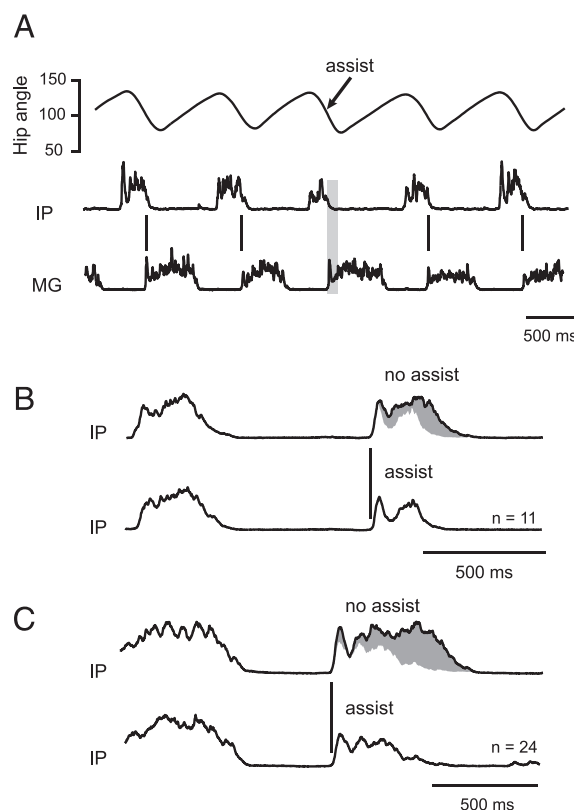 A
assist
Hip angle
150
100
50
IP
MG
500 ms
B
no assist
IP
assist
IP
n = 11
500 ms
C
no assist
IP
assist
IP
n = 24
500 ms